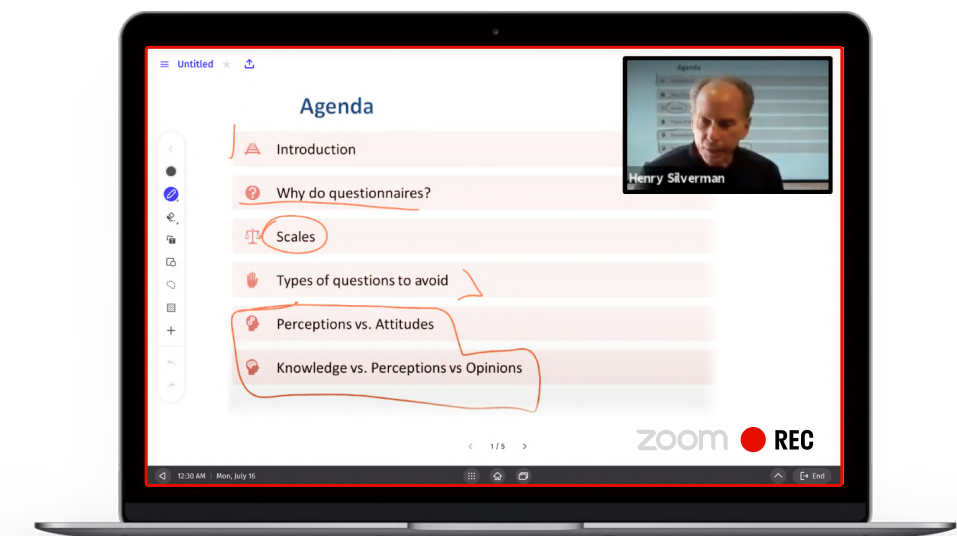 Untitled
Agenda
Introduction
Why do questionnaires?
Scales
Types of questions to avoid
Perceptions vs. Attitudes
Knowledge vs. Perceptions vs Opinions
Agenda
Henry Silverman
1/5
zoom REC
12:30 AM Mon, July 16
End